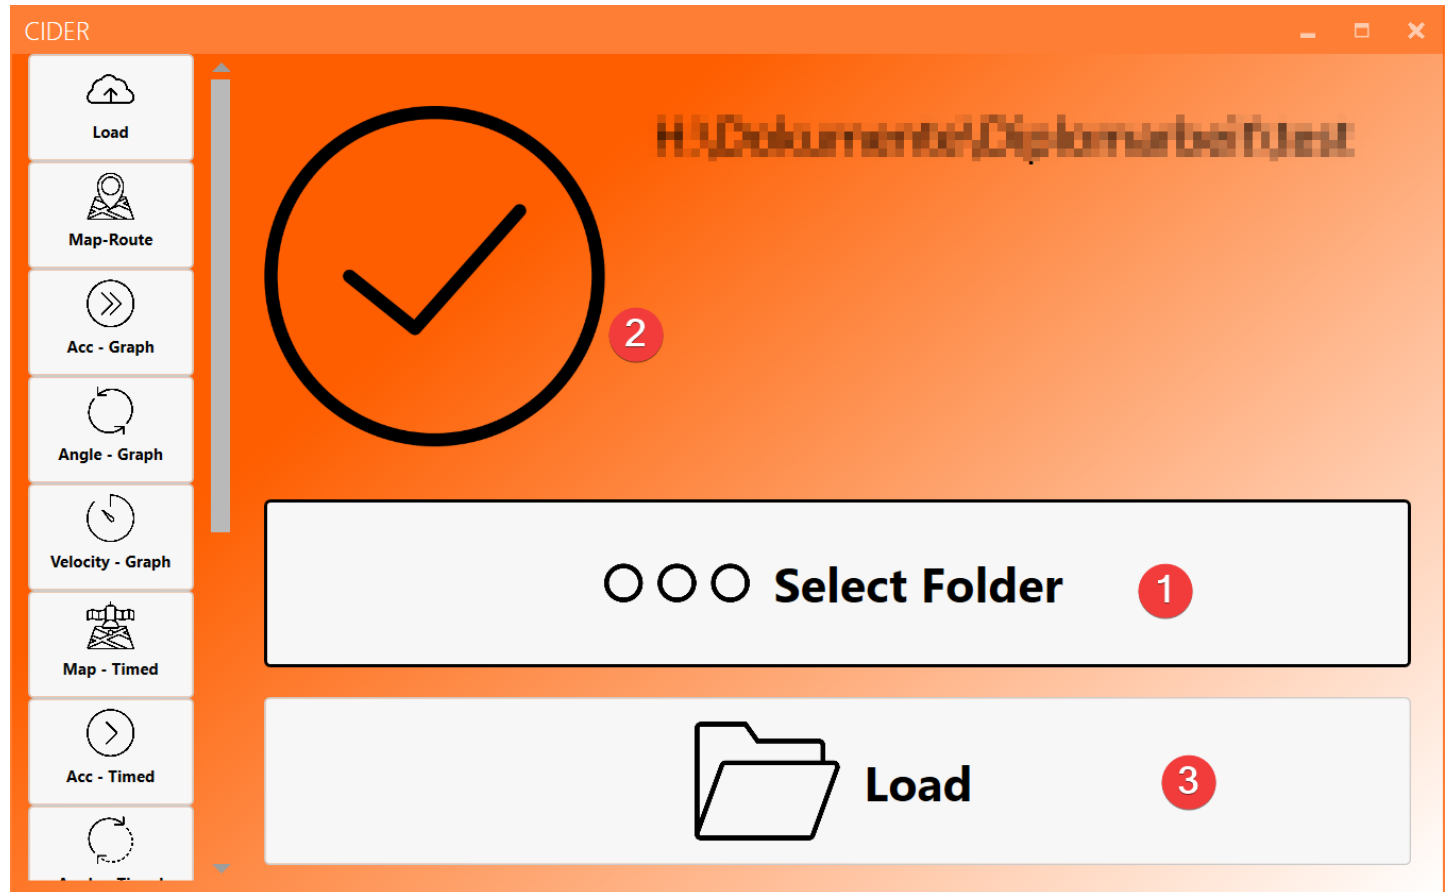 CIDER
Load
Map-Route
Acc - Graph
Angle - Graph
Velocity - Graph
Map - Timed
Acc - Timed
2
Select Folder 1
Load 3